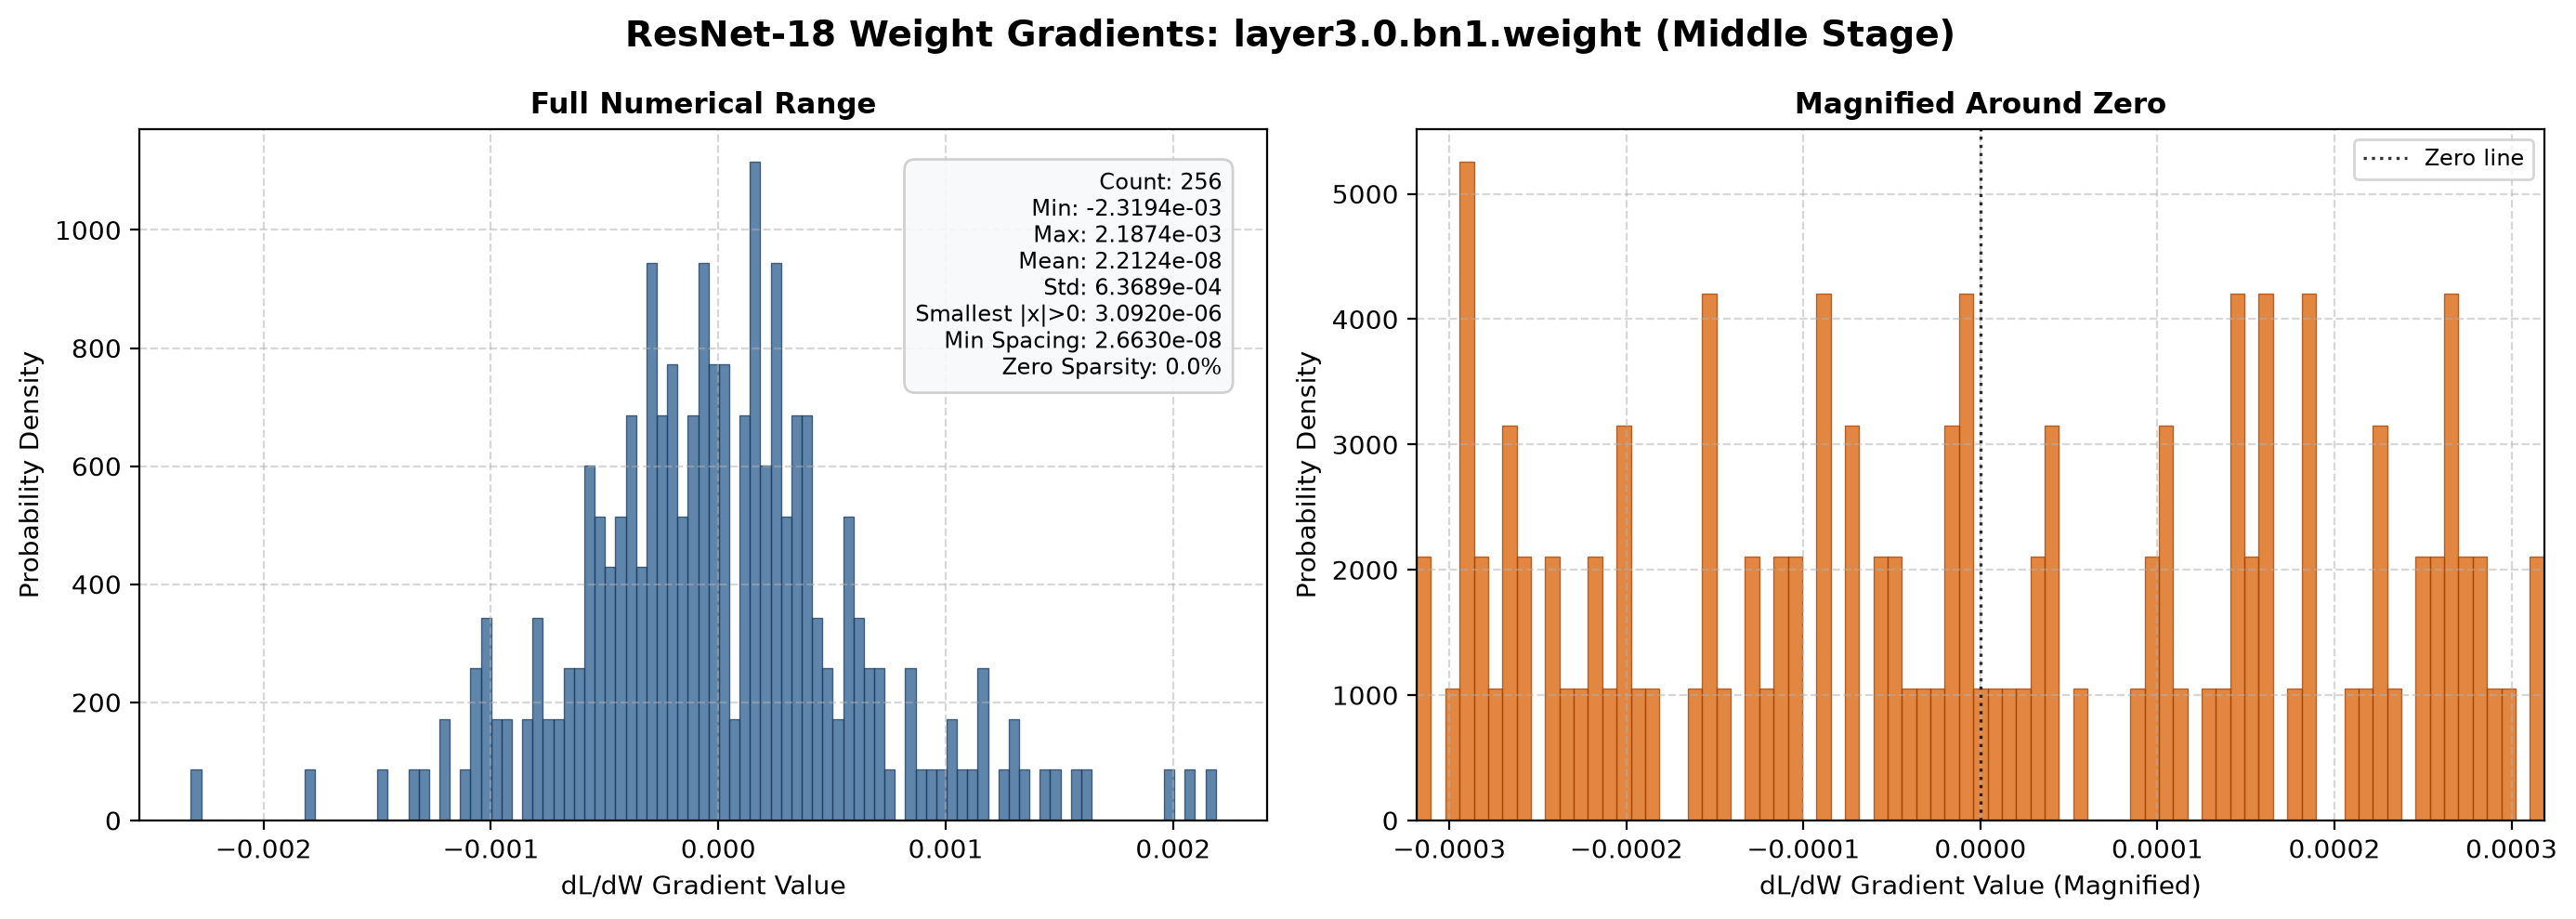 ResNet-18 Weight Gradients: layer3.0.bn1.weight (Middle Stage)
Full Numerical Range
Probability Density
1000
800
600
400
200
0
Count: 256
Min: -2.3194e-03
Max: 2.1874e-03
Mean: 2.2124e-08
Std: 6.3689e-04
Smallest |x|>0: 3.0920e-06
Min Spacing: 2.6630e-08
Zero Sparsity: 0.0%
−0.002 −0.001 0.000 0.001 0.002
dL/dW Gradient Value
Magnified Around Zero
Probability Density
5000
4000
3000
2000
1000
0
Zero line
−0.0003 −0.0002 −0.0001 0.0000 0.0001 0.0002 0.0003
dL/dW Gradient Value (Magnified)